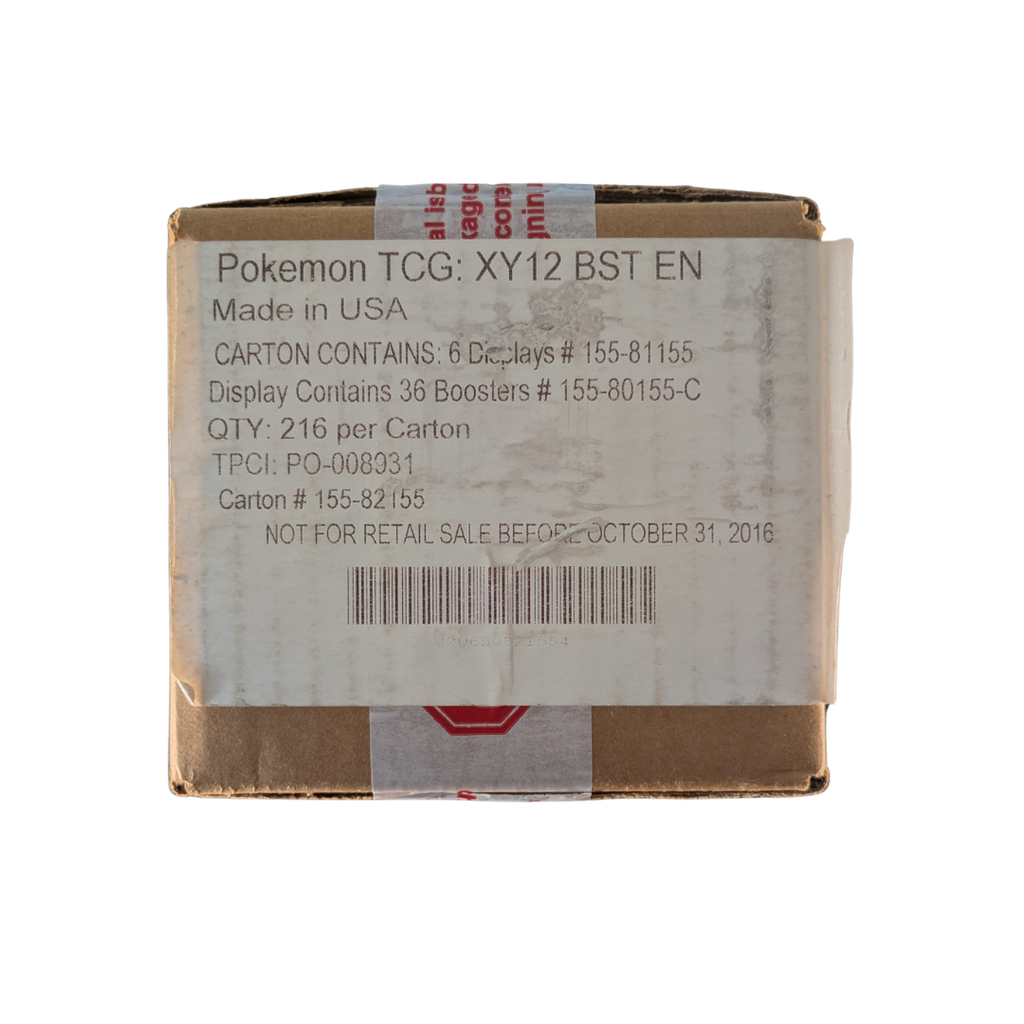 Pokemon TCG: XY12 BST EN
Made in USA
CARTON CONTAINS: 6 Displays # 155-81155
Display Contains 36 Boosters # 155-80155-C
QTY: 216 per Carton
TPCI: PO-008931
Carton # 155-82155
NOT FOR RETAIL SALE BEFORE OCTOBER 31, 2016